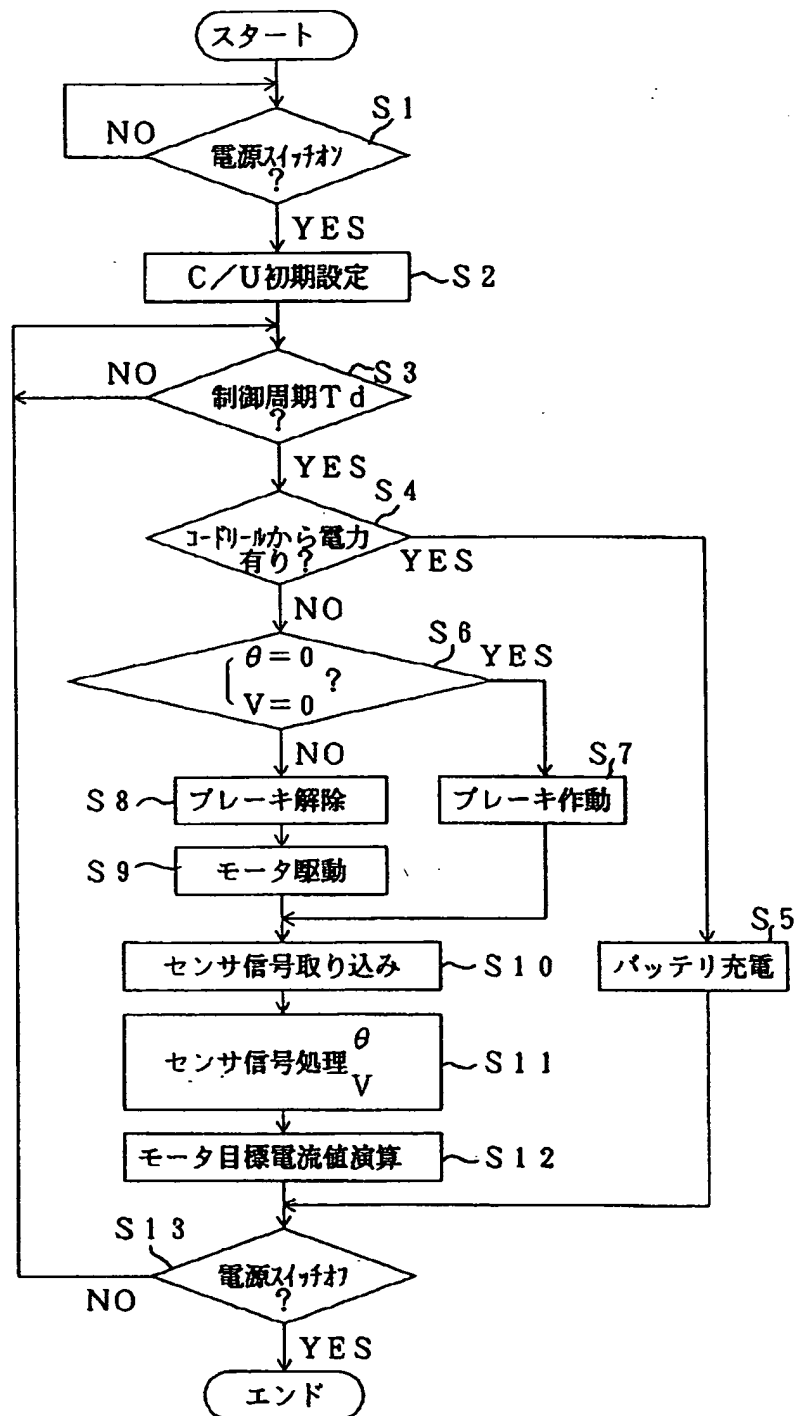 スタート
S1
NO
電源スイッチオン
?
YES
C/U初期設定
S2
S3
NO
制御周期Td
?
YES
S4
コードリールから電力
有り?
YES
NO
S6
YES
θ=0
?
V=0
NO
S7
S8
ブレーキ解除
ブレーキ作動
S9
モータ駆動
S5
センサ信号取り込み
S10
バッテリ充電
θ
センサ信号処理
S11
V
モータ目標電流値演算
S12
S13
電源スイッチオフ
?
NO
YES
エンド